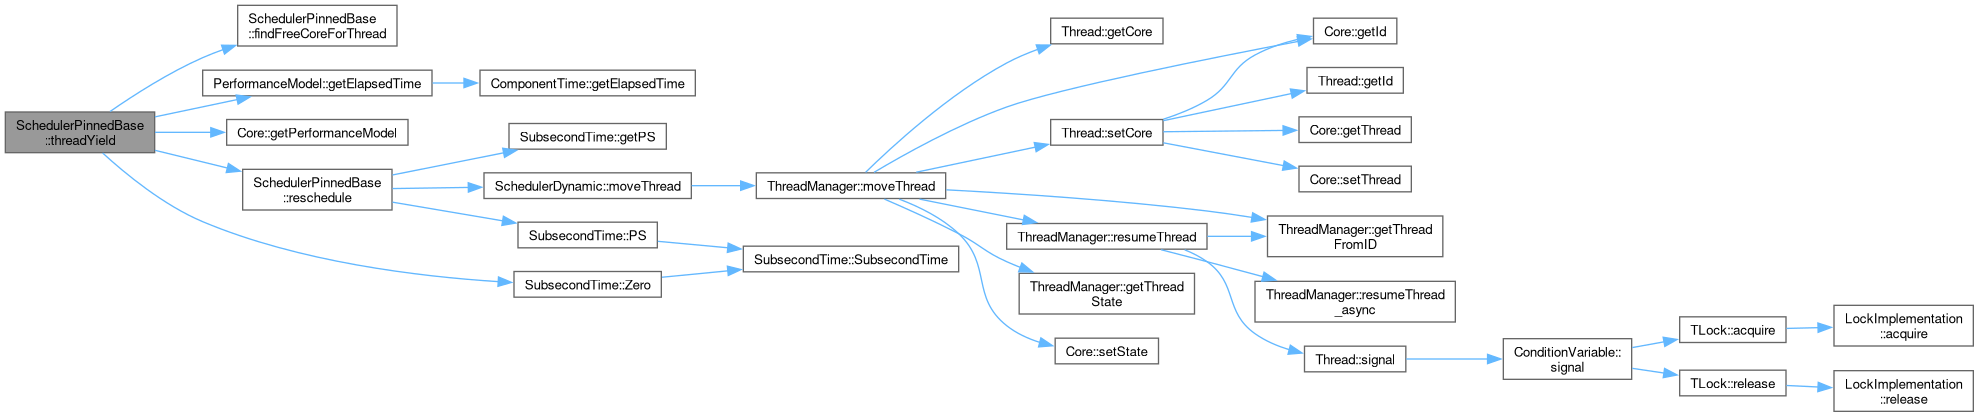 SchedulerPinnedBase
::threadYield
SchedulerPinnedBase
::findFreeCoreForThread
PerformanceModel::getElapsedTime
ComponentTime::getElapsedTime
Core::getPerformanceModel
SchedulerPinnedBase
::reschedule
SubsecondTime::getPS
SchedulerDynamic::moveThread
SubsecondTime::PS
SubsecondTime::Zero
SubsecondTime::SubsecondTime
ThreadManager::moveThread
Thread::getCore
Thread::setCore
ThreadManager::resumeThread
ThreadManager::getThread
State
Core::setState
Core::getId
Thread::getId
Core::getThread
Core::setThread
ThreadManager::getThread
FromID
ThreadManager::resumeThread
_async
Thread::signal
ConditionVariable::
signal
TLock::acquire
TLock::release
LockImplementation
::acquire
LockImplementation
::release